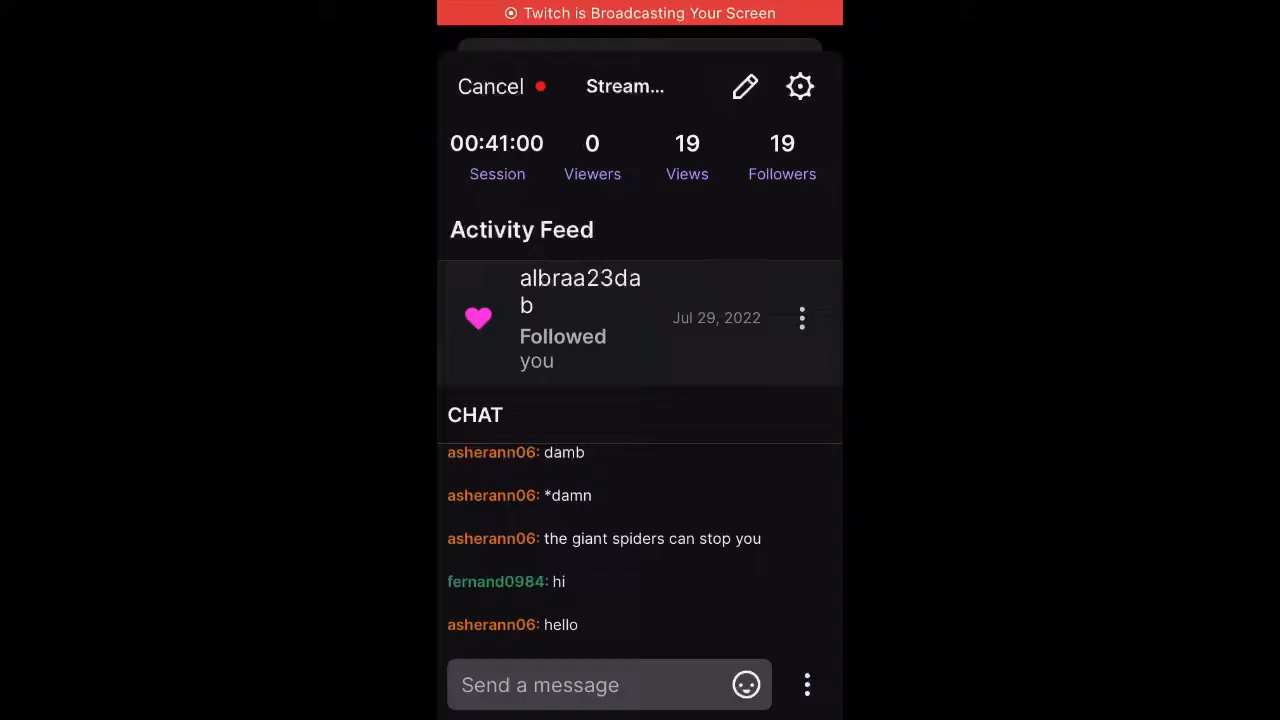 Twitch is Broadcasting Your Screen
Cancel Stream...
00:41:00 0 19 19
Session Viewers Views Followers
Activity Feed
albraa23da
b
Followed
you
Jul 29, 2022
CHAT
asherann06: damb
asherann06: *damn
asherann06: the giant spiders can stop you
fernand0984: hi
asherann06: hello
Send a message